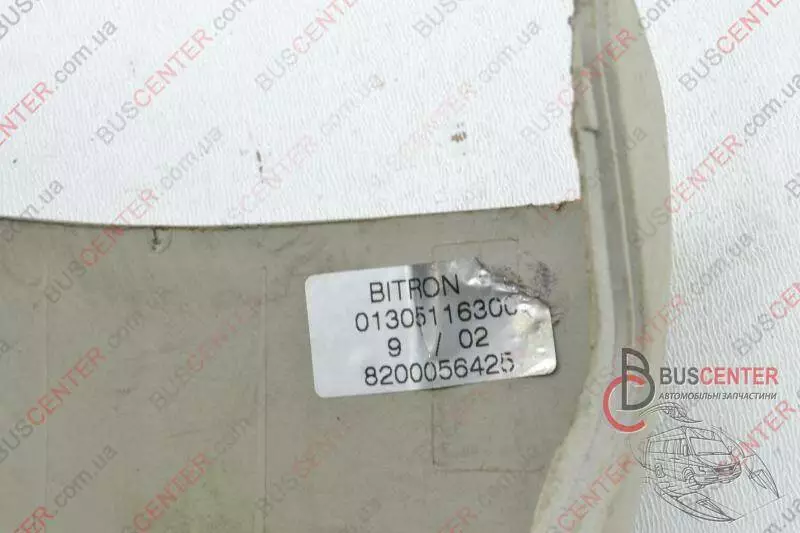 BITRON
01305116300
9 / 02
8200056425
BUSCENTER
АВТОМОБІЛЬНІ ЗАПЧАСТИНИ
BUSCENTER
.com.ua